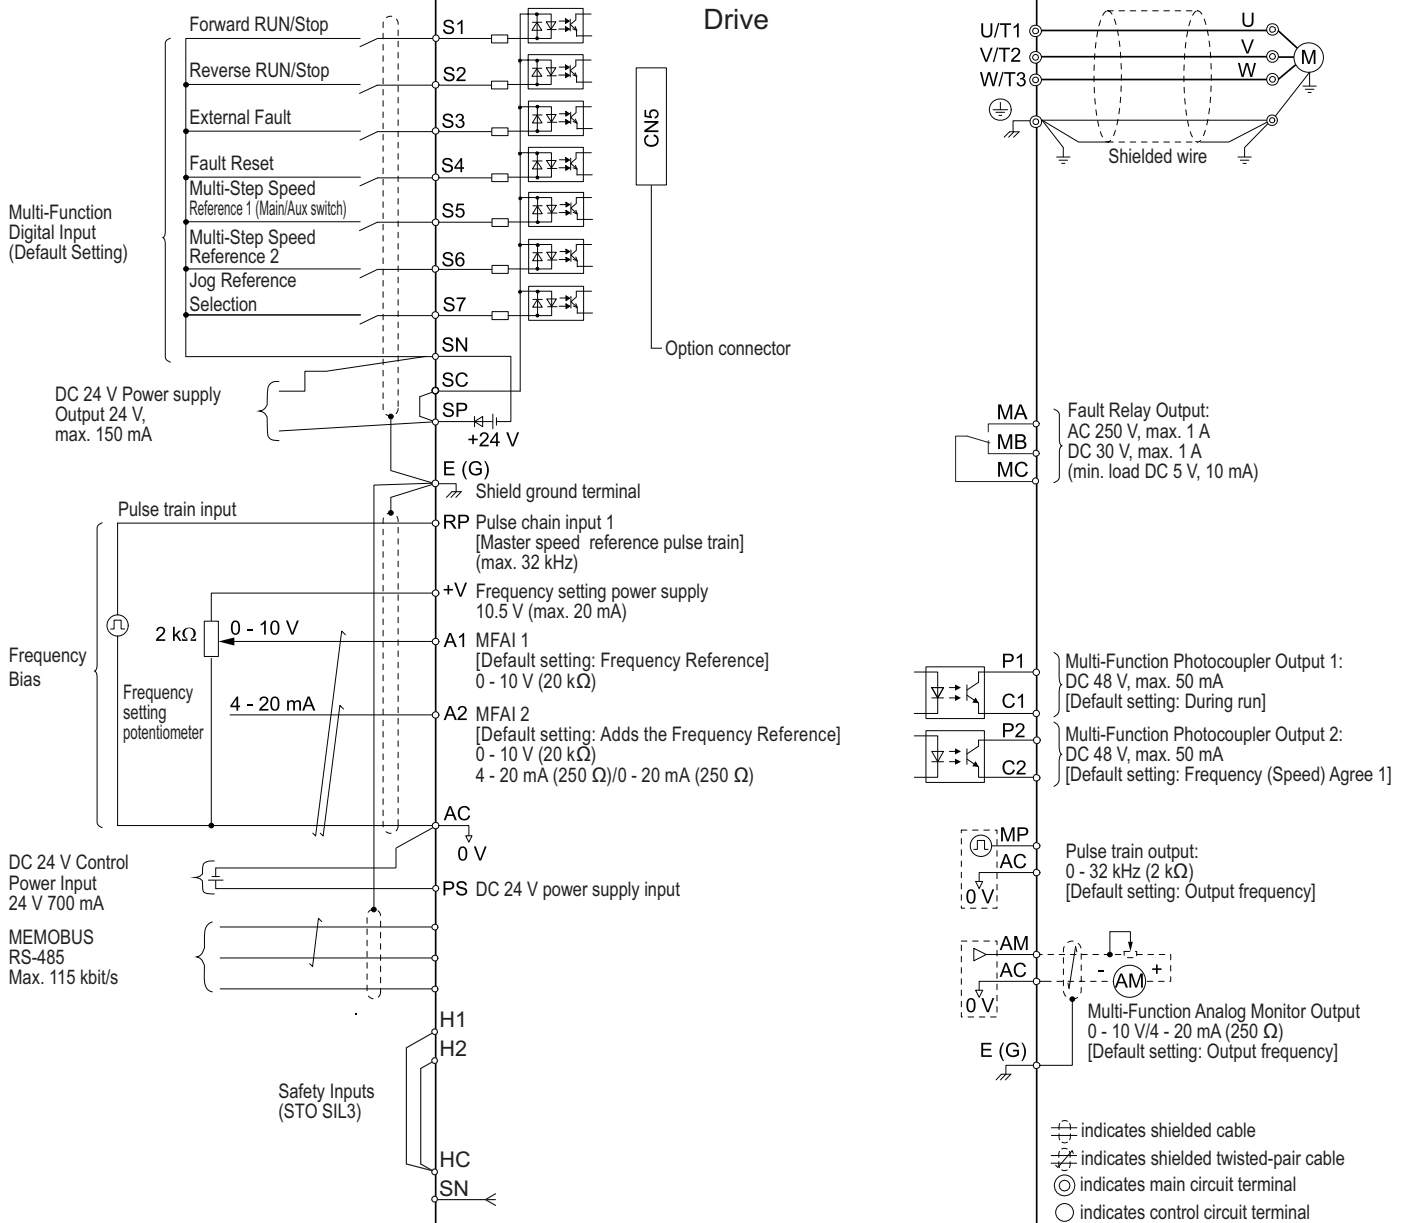 Drive
Forward RUN/Stop
S1
Reverse RUN/Stop
S2
External Fault
S3
Fault Reset
S4
Multi-Step Speed
Reference 1 (Main/Aux switch)
S5
Multi-Function
Digital Input
(Default Setting)
Multi-Step Speed
Reference 2
S6
Jog Reference
Selection
S7
SN
SC
SP
+24 V
DC 24 V Power supply
Output 24 V,
max. 150 mA
CN5
Option connector
E (G)
Shield ground terminal
Pulse train input
RP
Pulse chain input 1
[Master speed reference pulse train]
(max. 32 kHz)
+V
Frequency setting power supply
10.5 V (max. 20 mA)
2 kΩ
0 - 10 V
A1
MFAI 1
[Default setting: Frequency Reference]
0 - 10 V (20 kΩ)
Frequency
Bias
Frequency
setting
potentiometer
4 - 20 mA
A2
MFAI 2
[Default setting: Adds the Frequency Reference]
0 - 10 V (20 kΩ)
4 - 20 mA (250 Ω)/0 - 20 mA (250 Ω)
AC
0 V
DC 24 V Control
Power Input
24 V 700 mA
PS
DC 24 V power supply input
MEMOBUS
RS-485
Max. 115 kbit/s
H1
H2
Safety Inputs
(STO SIL3)
HC
SN
U/T1
V/T2
W/T3
U
V
W
M
Shielded wire
MA
MB
MC
Fault Relay Output:
AC 250 V, max. 1 A
DC 30 V, max. 1 A
(min. load DC 5 V, 10 mA)
P1
C1
Multi-Function Photocoupler Output 1:
DC 48 V, max. 50 mA
[Default setting: During run]
P2
C2
Multi-Function Photocoupler Output 2:
DC 48 V, max. 50 mA
[Default setting: Frequency (Speed) Agree 1]
MP
AC
0 V
Pulse train output:
0 - 32 kHz (2 kΩ)
[Default setting: Output frequency]
AM
AC
0 V
- +
AM
Multi-Function Analog Monitor Output
0 - 10 V/4 - 20 mA (250 Ω)
[Default setting: Output frequency]
E (G)
indicates shielded cable
indicates shielded twisted-pair cable
indicates main circuit terminal
indicates control circuit terminal